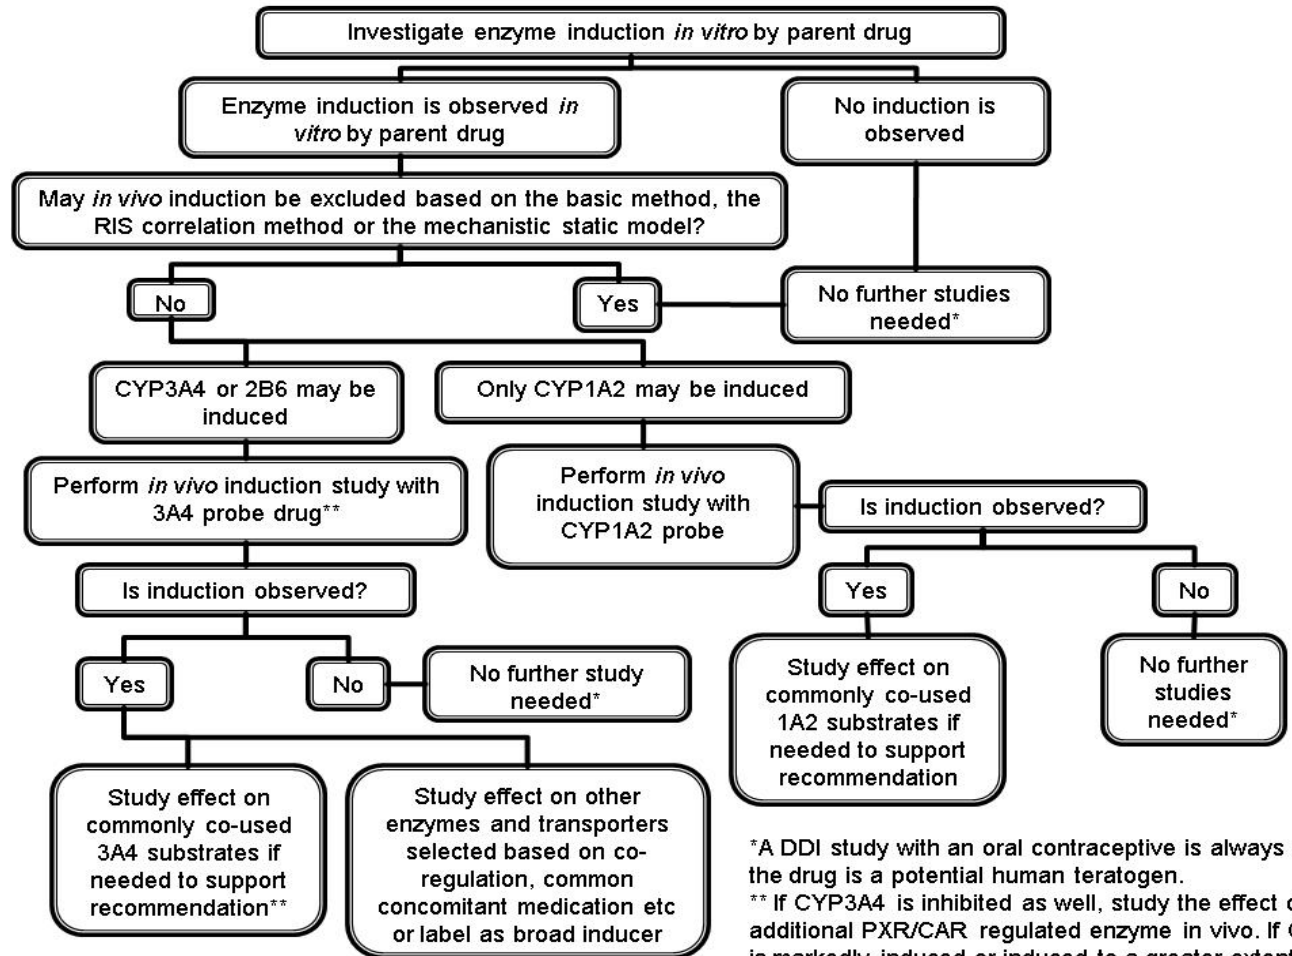 Investigate enzyme induction in vitro by parent drug
Enzyme induction is observed in
vitro by parent drug
No induction is
observed
May in vivo induction be excluded based on the basic method, the
RIS correlation method or the mechanistic static model?
No
Yes
No further studies
needed*
CYP3A4 or 2B6 may be
induced
Only CYP1A2 may be induced
Perform in vivo induction study with
3A4 probe drug**
Perform in vivo
induction study with
CYP1A2 probe
Is induction observed?
Is induction observed?
Yes
No
Yes
No
No further study
needed*
Study effect on
commonly co-used
1A2 substrates if
needed to support
recommendation
No further
studies
needed*
Study effect on
commonly co-used
3A4 substrates if
needed to support
recommendation**
Study effect on other
enzymes and transporters
selected based on co-
regulation, common
concomitant medication etc
or label as broad inducer
*A DDI study with an oral contraceptive is always
the drug is a potential human teratogen.
** If CYP3A4 is inhibited as well, study the effect
additional PXR/CAR regulated enzyme in vivo. If
is markedly induced or induced to a greater extent